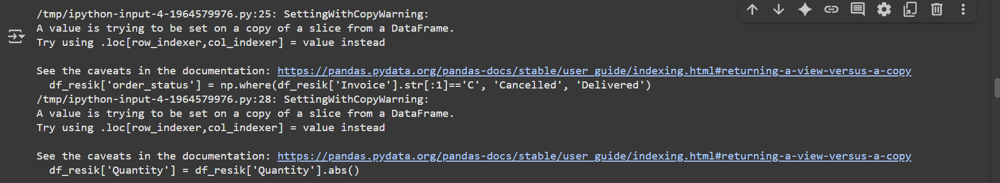 /tmp/ipython-input-4-1964579976.py:25: SettingWithCopyWarning:
A value is trying to be set on a copy of a slice from a DataFrame.
Try using .loc[row_indexer,col_indexer] = value instead

See the caveats in the documentation: https://pandas.pydata.org/pandas-docs/stable/user_guide/indexing.html#returning-a-view-versus-a-copy
  df_resik['order_status'] = np.where(df_resik['Invoice'].str[:1]=='C', 'Cancelled', 'Delivered')
/tmp/ipython-input-4-1964579976.py:28: SettingWithCopyWarning:
A value is trying to be set on a copy of a slice from a DataFrame.
Try using .loc[row_indexer,col_indexer] = value instead

See the caveats in the documentation: https://pandas.pydata.org/pandas-docs/stable/user_guide/indexing.html#returning-a-view-versus-a-copy
  df_resik['Quantity'] = df_resik['Quantity'].abs()